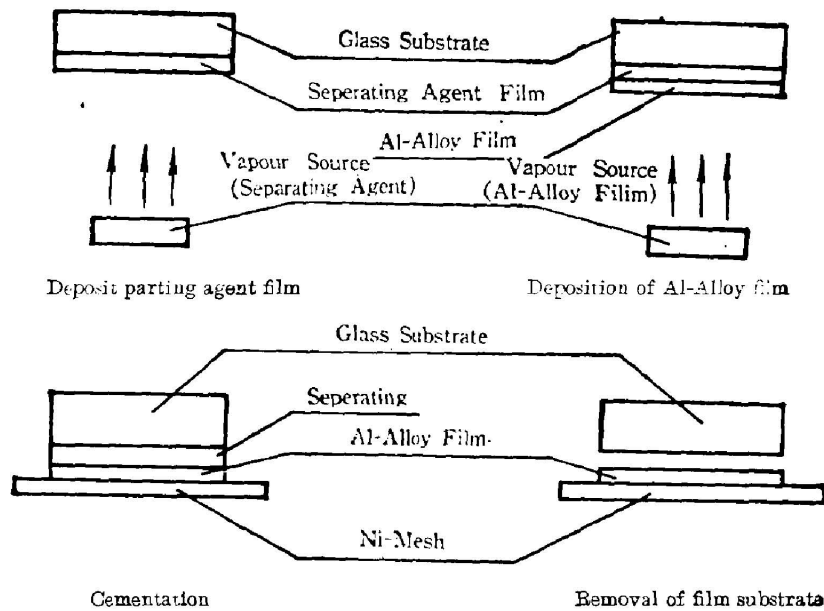 Glass Substrate
Seperating Agent Film
Al-Alloy Film
Vapour Source
(Separating Agent)
Vapour Source
(Al-Alloy Filim)
Deposit parting agent film
Deposition of Al-Alloy film
Glass Substrate
Seperating
Al-Alloy Film
Ni-Mesh
Cementation
Removal of film substrate